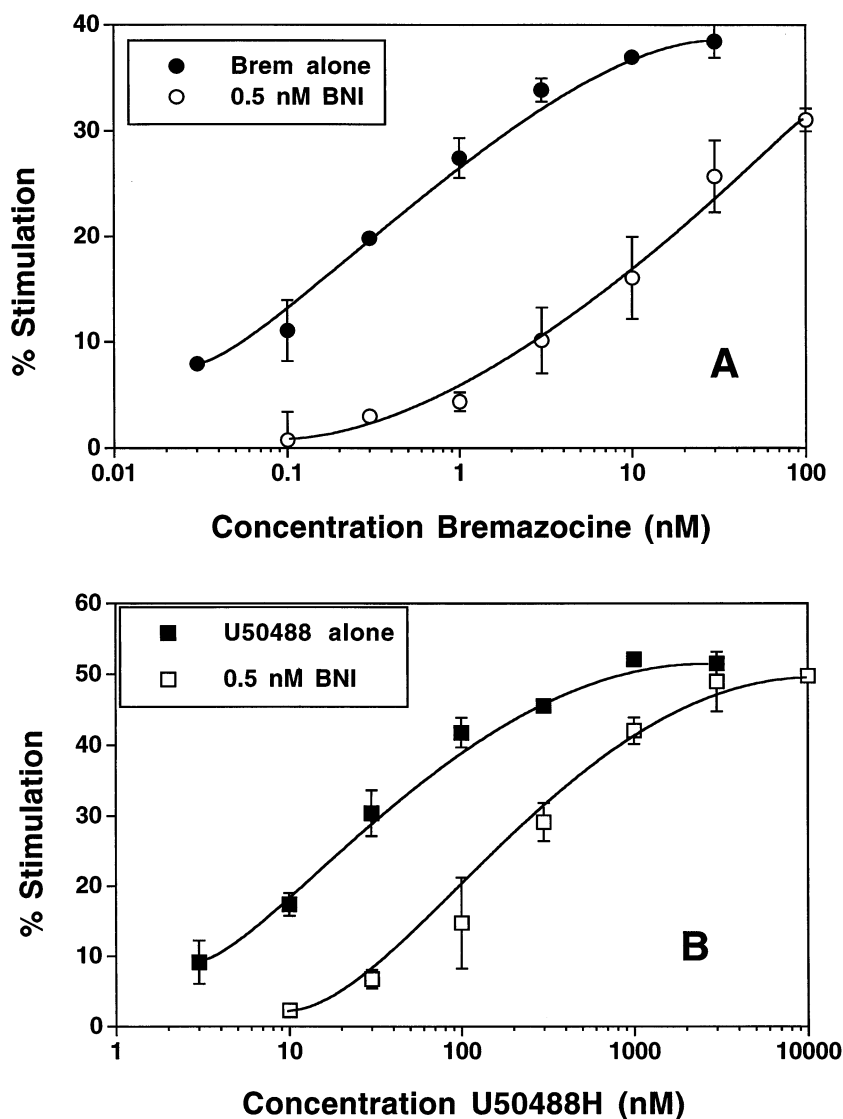 40
Brem alone
0.5 nM BNI
30
20
10
0
% Stimulation
A
0.01 0.1 1 10 100
Concentration Bremazocine (nM)
60
U50488 alone
0.5 nM BNI
50
40
30
20
10
0
% Stimulation
B
1 10 100 1000 10000
Concentration U50488H (nM)